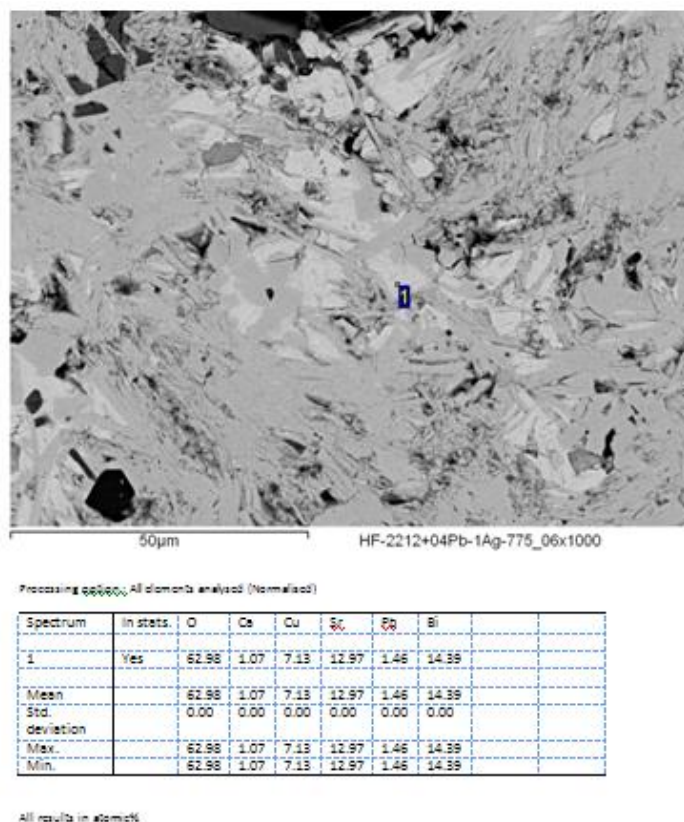 1
50µm HF-2212+04Pb-1Ag-775_06x1000
Processing option : All elements analysed (Normalised)
Spectrum In stats. O Ca Cu Sr Pb Bi
1 Yes 62.98 1.07 7.13 12.97 1.46 14.39
Mean 62.98 1.07 7.13 12.97 1.46 14.39
Std. 0.00 0.00 0.00 0.00 0.00 0.00
deviation
Max. 62.98 1.07 7.13 12.97 1.46 14.39
Min. 62.98 1.07 7.13 12.97 1.46 14.39
All results in atomic%